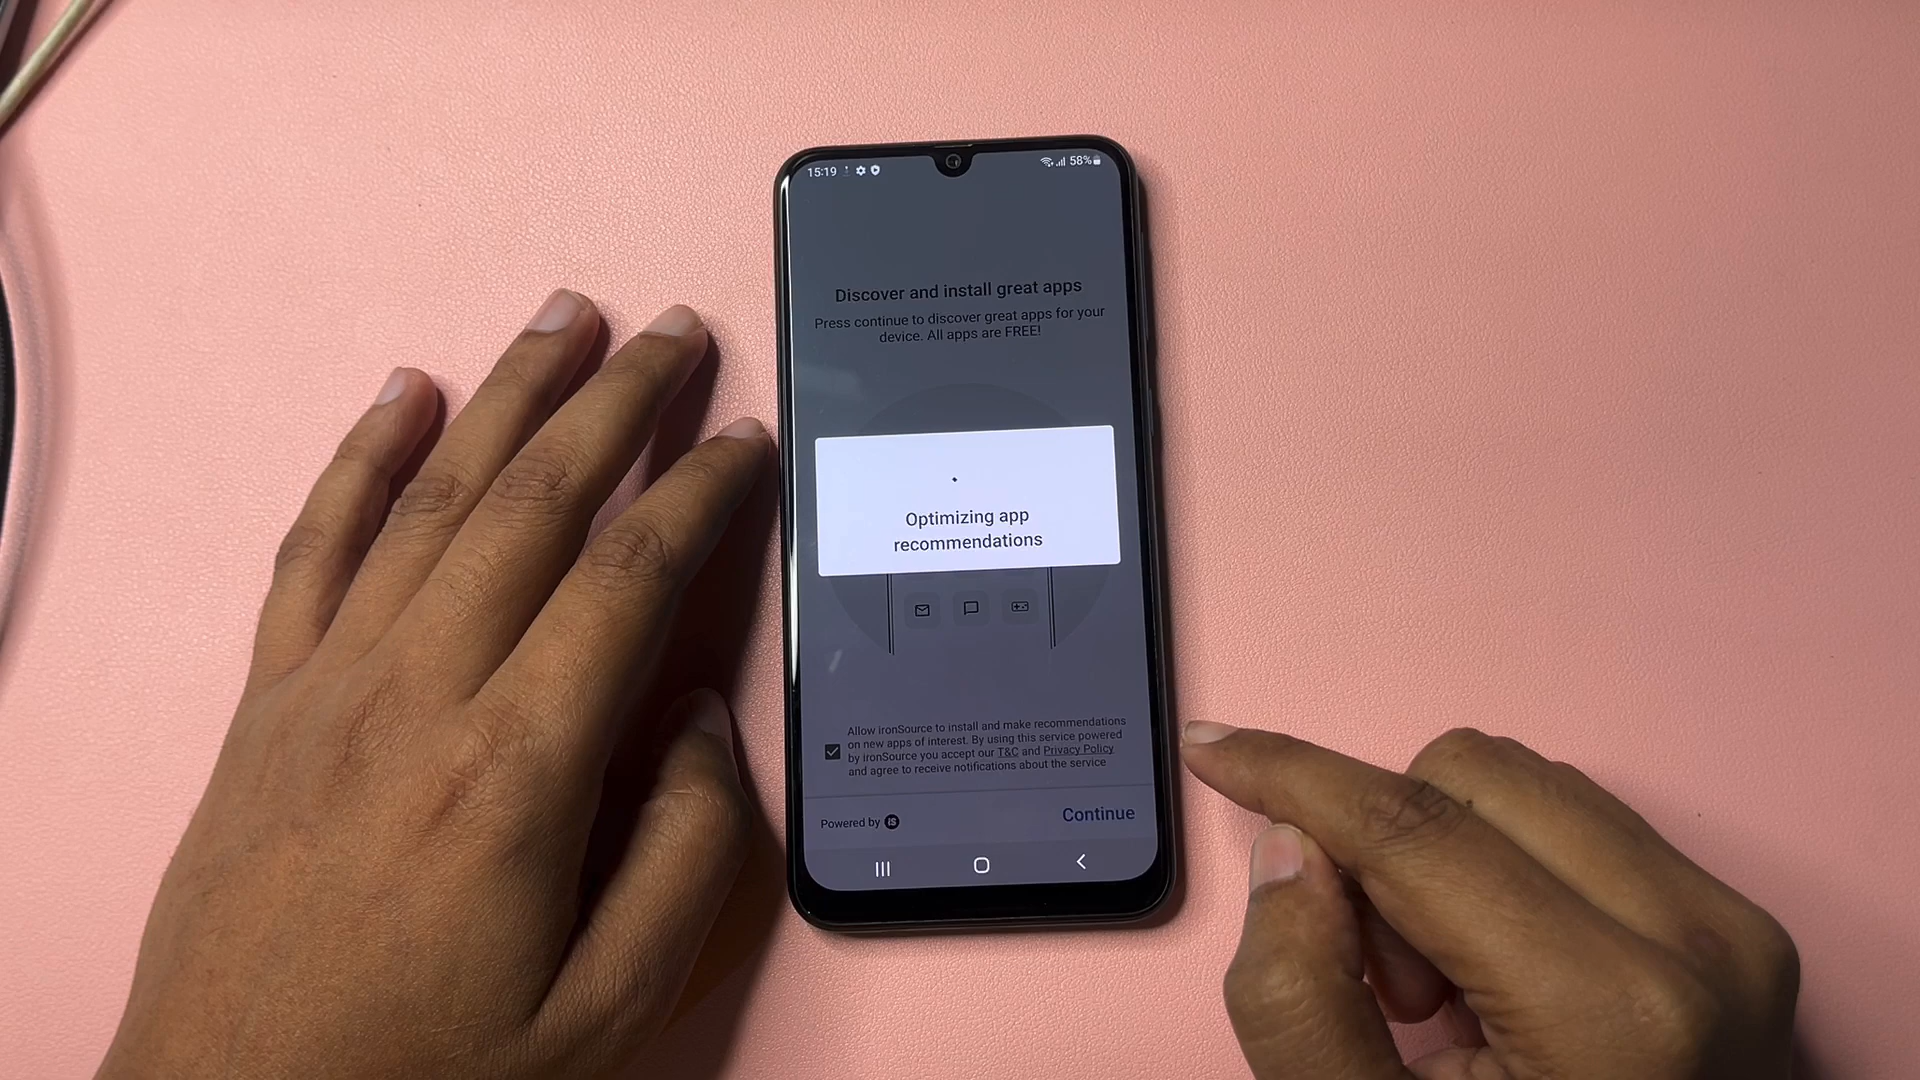 15:19 58%
Discover and install great apps
Press continue to discover great apps for your
device. All apps are FREE!
Optimizing app
recommendations
Allow ironSource to install and make recommendations
on new apps of interest. By using this service powered
by ironSource you accept our T&C and Privacy Policy
and agree to receive notifications about the service
Powered by iS
Continue